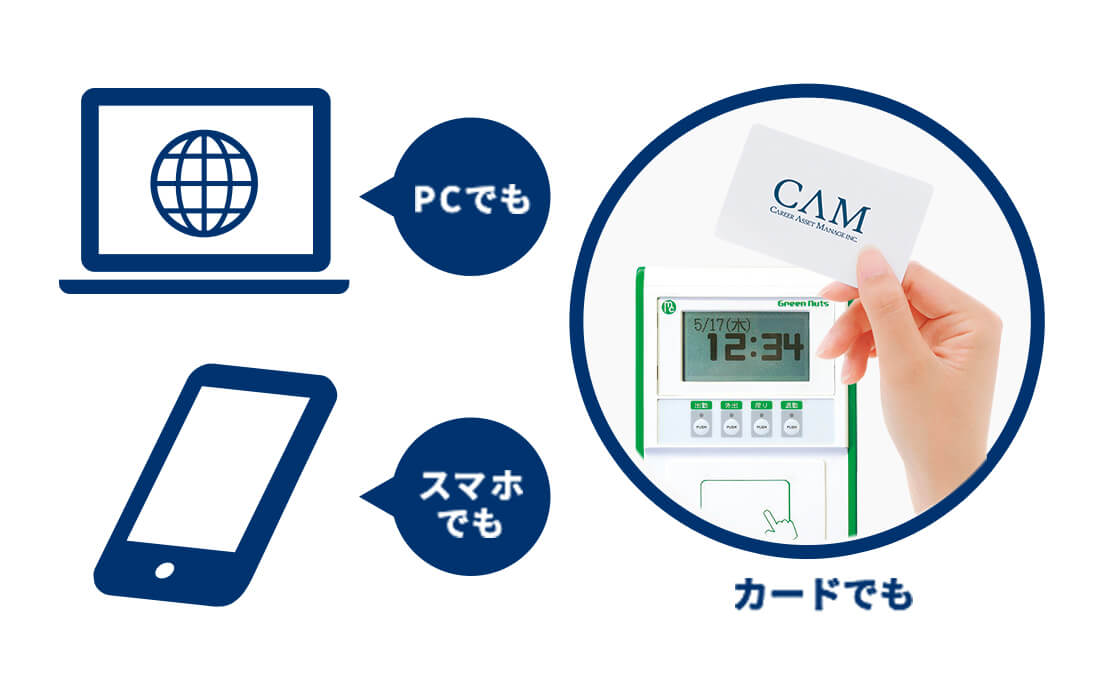 PCでも
スマホ
でも
CAM
CAREER ASSET MANAGE INC.
Green Nuts
5/17(木)
12:34
出勤 外出 戻り 退勤
PUSH PUSH PUSH PUSH
カードでも